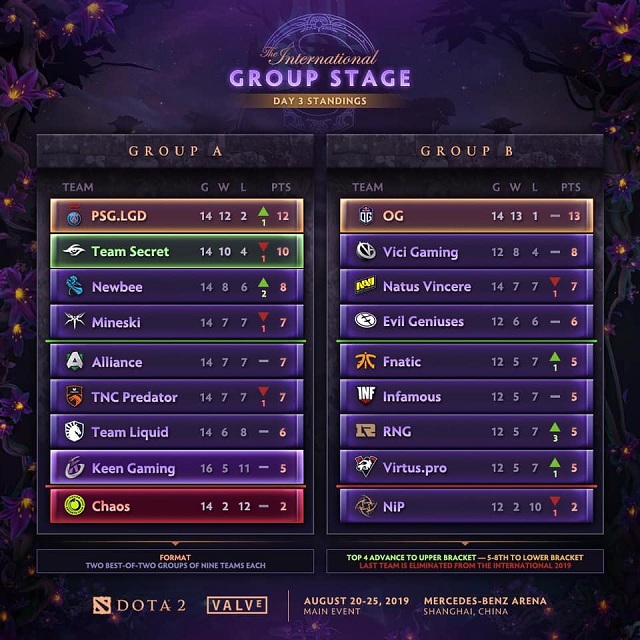 The International
GROUP STAGE
DAY 3 STANDINGS
GROUP A
TEAM G W L PTS
PSG.LGD 14 12 2 1 12
Team Secret 14 10 4 1 10
Newbee 14 8 6 2 8
Mineski 14 7 7 1 7
Alliance 14 7 7 — 7
TNC Predator 14 7 7 1 7
Team Liquid 14 6 8 — 6
Keen Gaming 16 5 11 — 5
Chaos 14 2 12 — 2
FORMAT
TWO BEST-OF-TWO GROUPS OF NINE TEAMS EACH
GROUP B
TEAM G W L PTS
OG OG 14 13 1 — 13
Vici Gaming 12 8 4 — 8
NAVI Natus Vincere 14 7 7 1 7
Evil Geniuses 12 6 6 — 6
Fnatic 12 5 7 1 5
INF Infamous 12 5 7 — 5
RNG 12 5 7 3 5
Virtus.pro 12 5 7 1 5
NiP 12 2 10 1 2
TOP 4 ADVANCE TO UPPER BRACKET — 5-8TH TO LOWER BRACKET
LAST TEAM IS ELIMINATED FROM THE INTERNATIONAL 2019
DOTA 2
VALVE
AUGUST 20-25, 2019
MAIN EVENT
MERCEDES-BENZ ARENA
SHANGHAI, CHINA